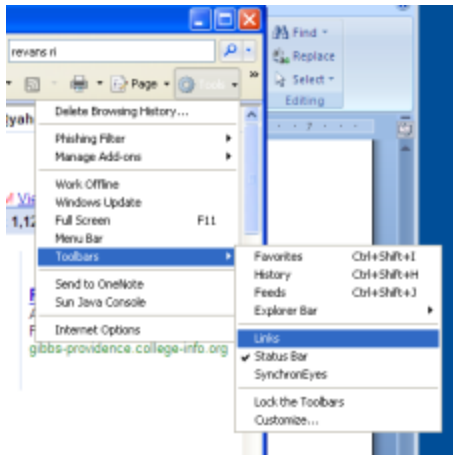 Find
revans ri
Replace
Page
Tools
Select
Editing
Delete Browsing History...
7
Phishing Filter
Manage Add-ons
Work Offline
Windows Update
1,12
Full Screen F11
Menu Bar
Toolbars
Favorites Ctrl+Shift+I
History Ctrl+Shift+H
Send to OneNote
Feeds Ctrl+Shift+J
Sun Java Console
Explorer Bar
Internet Options
Links
gibbs-providence.college-info.org
Status Bar
SynchronEyes
Lock the Toolbars
Customize...